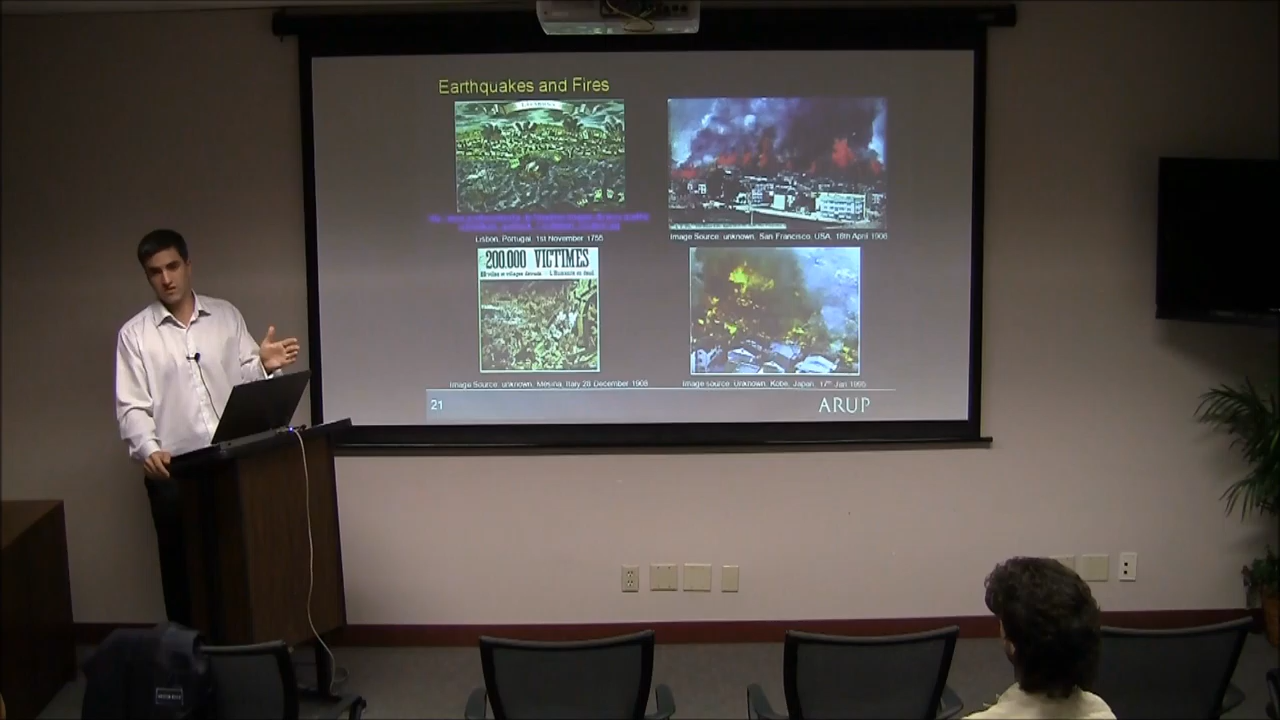 Earthquakes and Fires
Lisbon, Portugal, 1st November 1755
Image Source: unknown, San Francisco, USA, 18th April 1906
200.000 VICTIMES
Image Source: unknown, Mesina, Italy 28 December 1908
Image source: Unknown, Kobe, Japan, 17th Jan 1995
21
ARUP